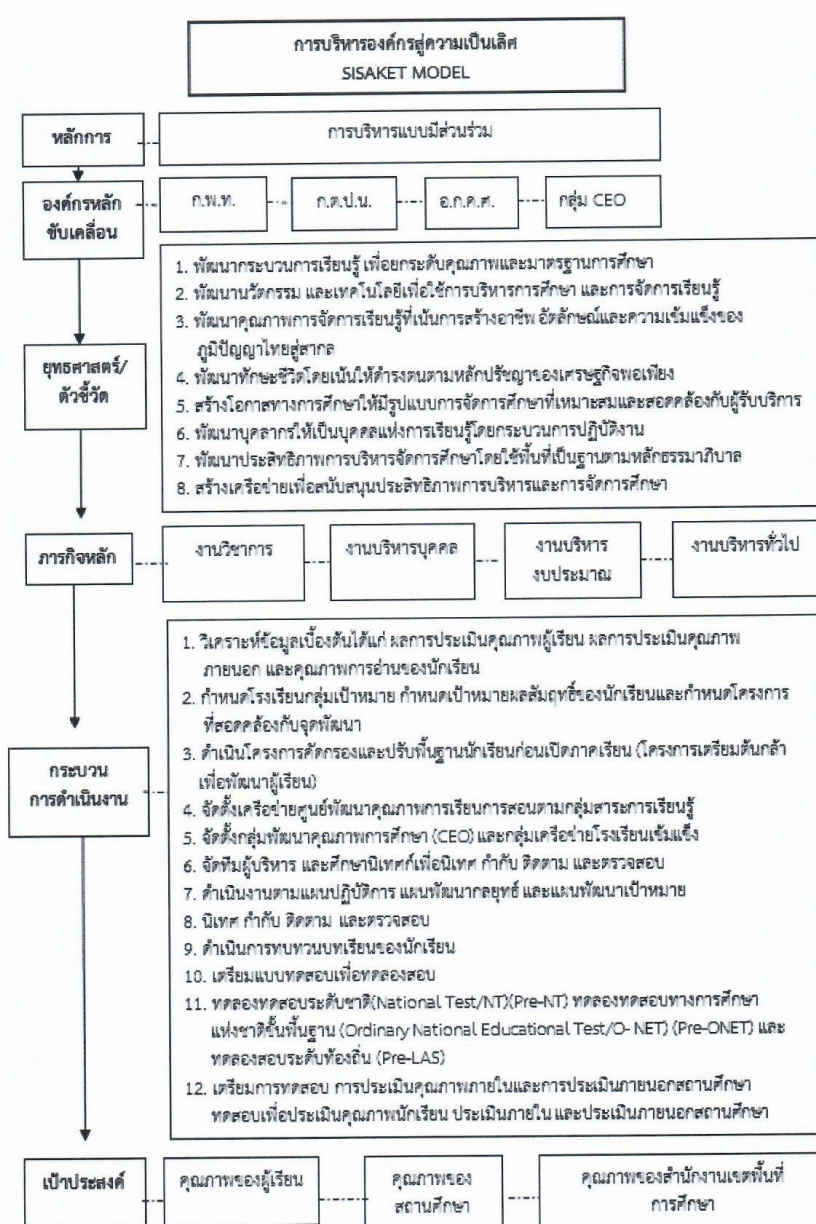 การบริหารองค์กรสู่ความเป็นเลิศ
SISAKET MODEL
หลักการ
การบริหารแบบมีส่วนร่วม
องค์กรหลัก
ขับเคลื่อน
ก.พ.ท.
ก.ต.ป.น.
อ.ก.ค.ศ.
กลุ่ม CEO
ยุทธศาสตร์/
ตัวชี้วัด
1. พัฒนากระบวนการเรียนรู้ เพื่อยกระดับคุณภาพและมาตรฐานการศึกษา
2. พัฒนานวัตกรรม และเทคโนโลยีเพื่อใช้การบริหารการศึกษา และการจัดการเรียนรู้
3. พัฒนาคุณภาพการจัดการเรียนรู้ที่เน้นการสร้างอาชีพ อัตลักษณ์และความเข้มแข็งของ
ภูมิปัญญาไทยสู่สากล
4. พัฒนาทักษะชีวิตโดยเน้นให้ดำรงตนตามหลักปรัชญาของเศรษฐกิจพอเพียง
5. สร้างโอกาสทางการศึกษาให้มีรูปแบบการจัดการศึกษาที่เหมาะสมและสอดคล้องกับผู้รับบริการ
6. พัฒนาบุคลากรให้เป็นบุคคลแห่งการเรียนรู้โดยกระบวนการปฏิบัติงาน
7. พัฒนาประสิทธิภาพการบริหารจัดการศึกษาโดยใช้พื้นที่เป็นฐานตามหลักธรรมาภิบาล
8. สร้างเครือข่ายเพื่อสนับสนุนประสิทธิภาพการบริหารและการจัดการศึกษา
ภารกิจหลัก
งานวิชาการ
งานบริหารบุคคล
งานบริหาร
งบประมาณ
งานบริหารทั่วไป
กระบวน
การดำเนินงาน
1. วิเคราะห์ข้อมูลเบื้องต้นได้แก่ ผลการประเมินคุณภาพผู้เรียน ผลการประเมินคุณภาพ
ภายนอก และคุณภาพการอ่านของนักเรียน
2. กำหนดโรงเรียนกลุ่มเป้าหมาย กำหนดเป้าหมายผลสัมฤทธิ์ของนักเรียนและกำหนดโครงการ
ที่สอดคล้องกับจุดพัฒนา
3. ดำเนินโครงการคัดกรองและปรับพื้นฐานนักเรียนก่อนเปิดภาคเรียน (โครงการเตรียมต้นกล้า
เพื่อพัฒนาผู้เรียน)
4. จัดตั้งเครือข่ายศูนย์พัฒนาคุณภาพการเรียนการสอนตามกลุ่มสาระการเรียนรู้
5. จัดตั้งกลุ่มพัฒนาคุณภาพการศึกษา (CEO) และกลุ่มเครือข่ายโรงเรียนเข้มแข็ง
6. จัดทีมผู้บริหาร และศึกษานิเทศก์เพื่อนิเทศ กำกับ ติดตาม และตรวจสอบ
7. ดำเนินงานตามแผนปฏิบัติการ แผนพัฒนากลยุทธ์ และแผนพัฒนาเป้าหมาย
8. นิเทศ กำกับ ติดตาม และตรวจสอบ
9. ดำเนินการทบทวนบทเรียนของนักเรียน
10. เตรียมแบบทดสอบเพื่อทดลองสอบ
11. ทดลองทดสอบระดับชาติ(National Test/NT)(Pre-NT) ทดลองทดสอบทางการศึกษา
แห่งชาติขั้นพื้นฐาน (Ordinary National Educational Test/O- NET) (Pre-ONET) และ
ทดลองสอบระดับท้องถิ่น (Pre-LAS)
12. เตรียมการทดสอบ การประเมินคุณภาพภายในและการประเมินภายนอกสถานศึกษา
ทดสอบเพื่อประเมินคุณภาพนักเรียน ประเมินภายใน และประเมินภายนอกสถานศึกษา
เป้าประสงค์
คุณภาพของผู้เรียน
คุณภาพของ
สถานศึกษา
คุณภาพของสำนักงานเขตพื้นที่
การศึกษา